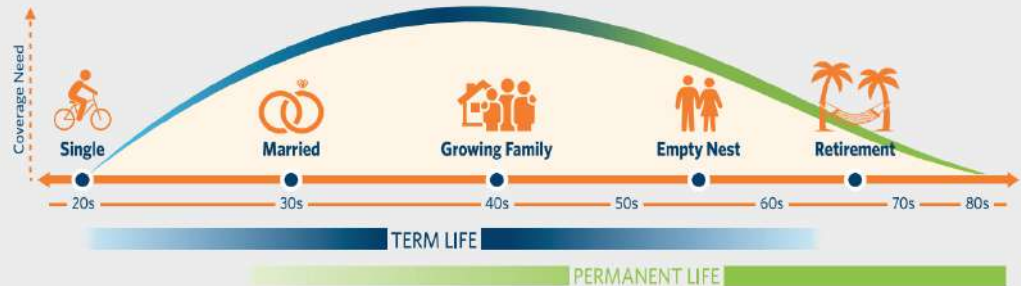 Coverage Need
Single
Married
Growing Family
Empty Nest
Retirement
20s
30s
40s
50s
60s
70s
80s
TERM LIFE
PERMANENT LIFE